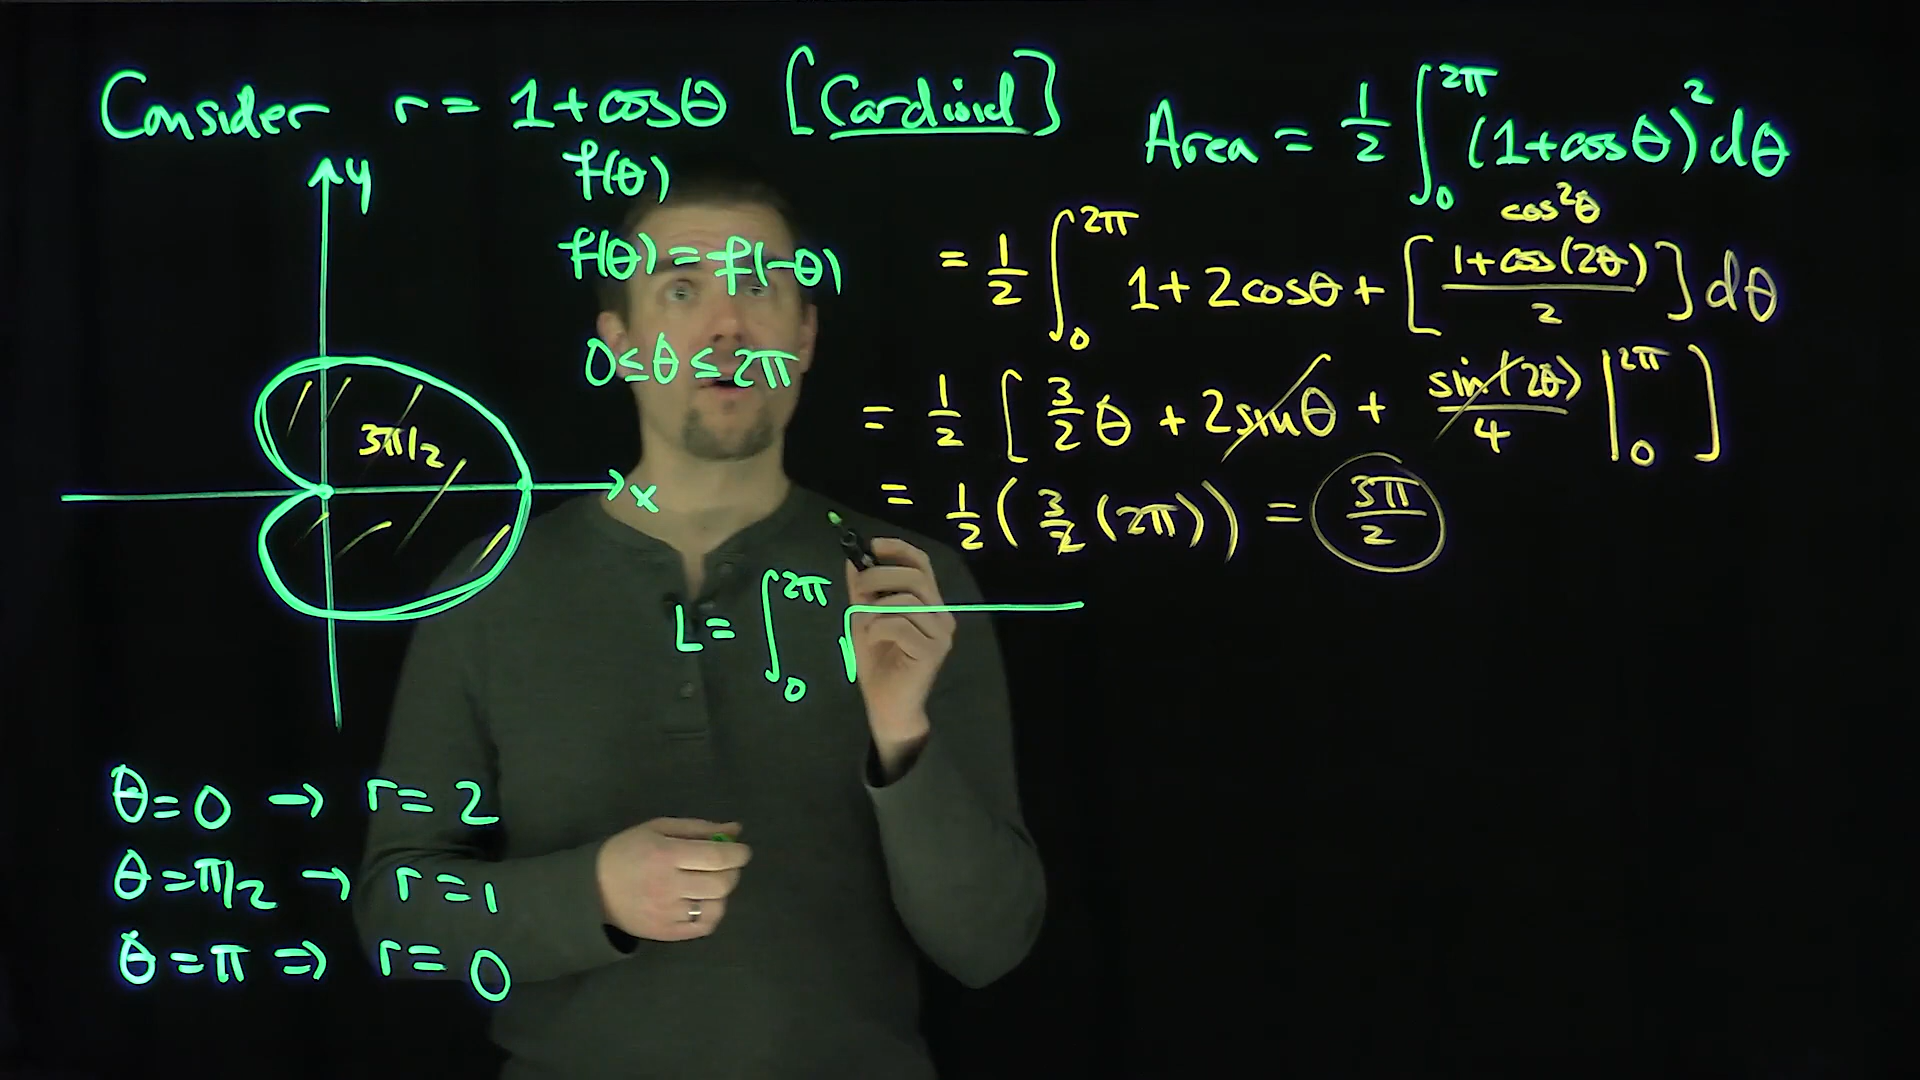 Consider r = 1+cosθ [Cardioid]
f(θ)
f(θ) = f(-θ)
0≤θ≤2π
y
x
3π/2
θ=0 → r=2
θ=π/2 → r=1
θ=π ⇒ r=0
Area = 1/2 ∫₀^2π (1+cosθ)² dθ
cos²θ
= 1/2 ∫₀^2π 1+2cosθ+[(1+cos(2θ))/2] dθ
= 1/2 [3/2 θ + 2sinθ + sin(2θ)/4 |₀^2π]
= 1/2 (3/2 (2π)) = 3π/2
L = ∫₀^2π √